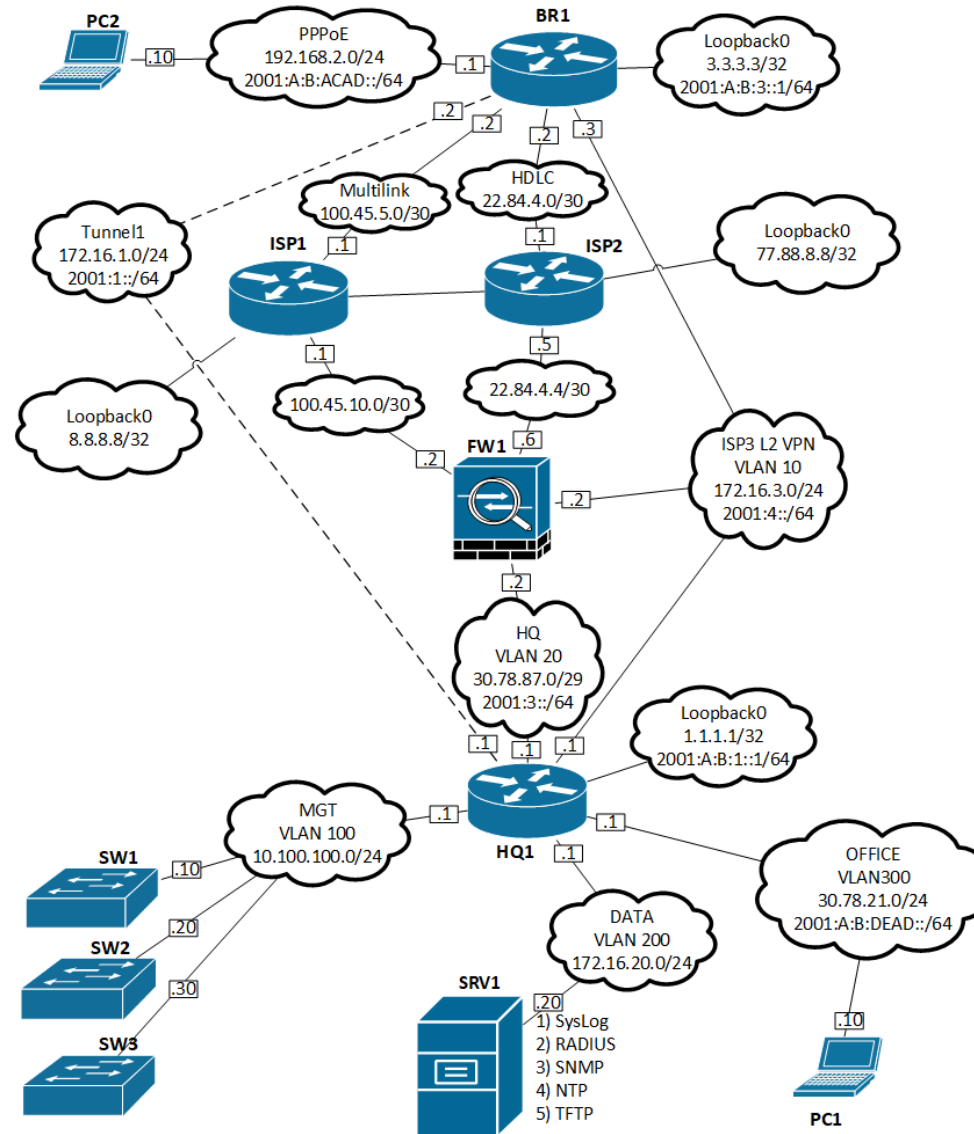 PC2
.10
PPPoE
192.168.2.0/24
2001:A:B:ACAD::/64
.1
BR1
Loopback0
3.3.3.3/32
2001:A:B:3::1/64
.2
.2
.2
.3
Multilink
100.45.5.0/30
HDLC
22.84.4.0/30
Tunnel1
172.16.1.0/24
2001:1::/64
.1
ISP1
.1
ISP2
Loopback0
77.88.8.8/32
.1
.5
Loopback0
8.8.8.8/32
100.45.10.0/30
22.84.4.4/30
.2
.6
FW1
.2
ISP3 L2 VPN
VLAN 10
172.16.3.0/24
2001:4::/64
.2
HQ
VLAN 20
30.78.87.0/29
2001:3::/64
.1
.1
.1
Loopback0
1.1.1.1/32
2001:A:B:1::1/64
MGT
VLAN 100
10.100.100.0/24
.1
HQ1
.1
.1
SW1
.10
SW2
.20
SW3
.30
DATA
VLAN 200
172.16.20.0/24
OFFICE
VLAN300
30.78.21.0/24
2001:A:B:DEAD::/64
SRV1
.20
1) SysLog
2) RADIUS
3) SNMP
4) NTP
5) TFTP
.10
PC1